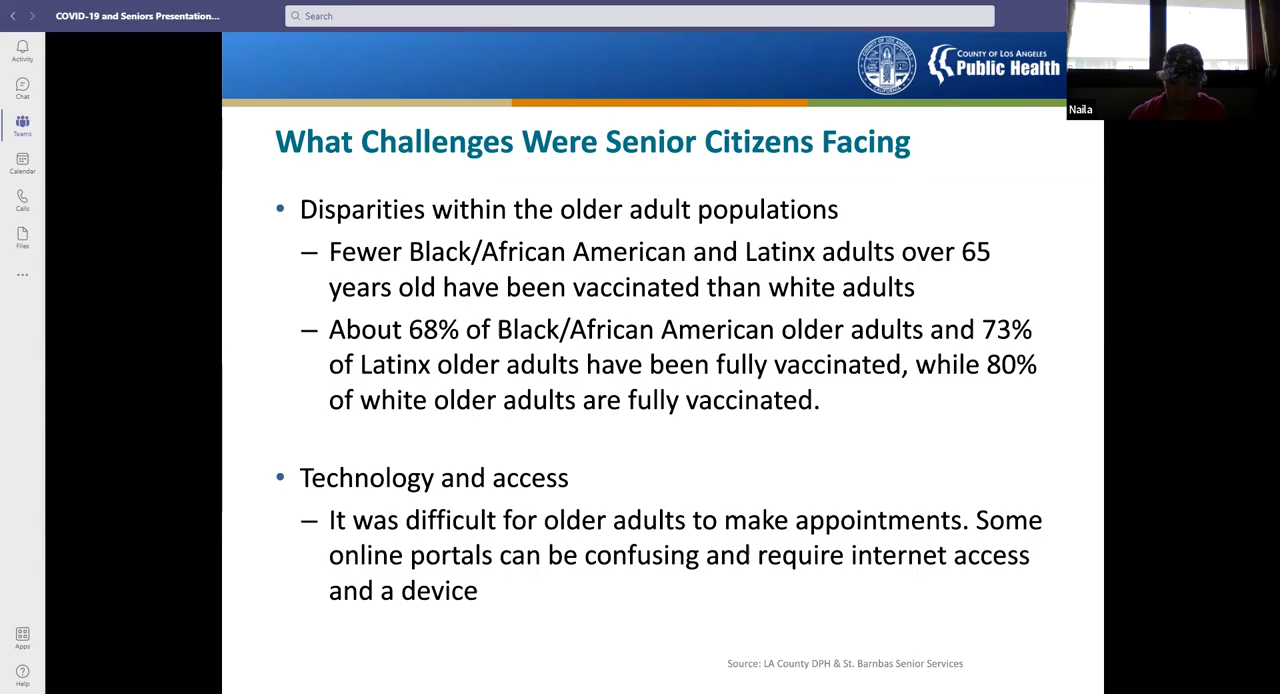 COVID-19 and Seniors Presentation...
Search
Activity
Chat
Teams
Calendar
Calls
Files
...
Apps
Help
COUNTY OF LOS ANGELES
Public Health
Naila
What Challenges Were Senior Citizens Facing
• Disparities within the older adult populations
– Fewer Black/African American and Latinx adults over 65
years old have been vaccinated than white adults
– About 68% of Black/African American older adults and 73%
of Latinx older adults have been fully vaccinated, while 80%
of white older adults are fully vaccinated.
• Technology and access
– It was difficult for older adults to make appointments. Some
online portals can be confusing and require internet access
and a device
Source: LA County DPH & St. Barnbas Senior Services